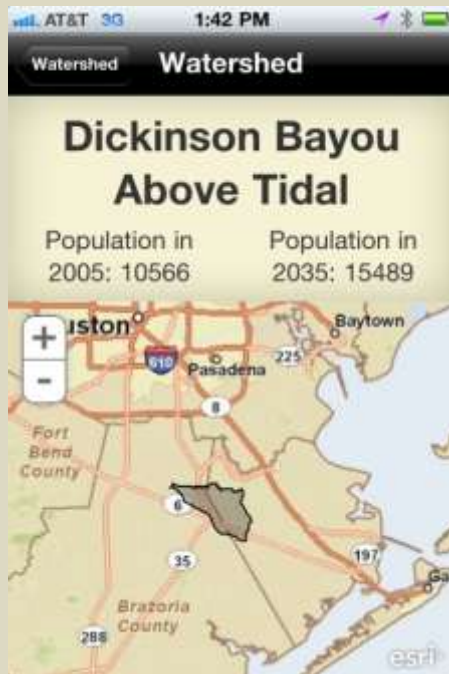 AT&T 3G 1:42 PM
Watershed Watershed
Dickinson Bayou
Above Tidal
Population in
2005: 10566
Population in
2035: 15489
+
-
uston
Baytown
610
225
Pasadena
8
Fort
Bend
County
6
35
197
Ga
Brazoria
County
288
esri